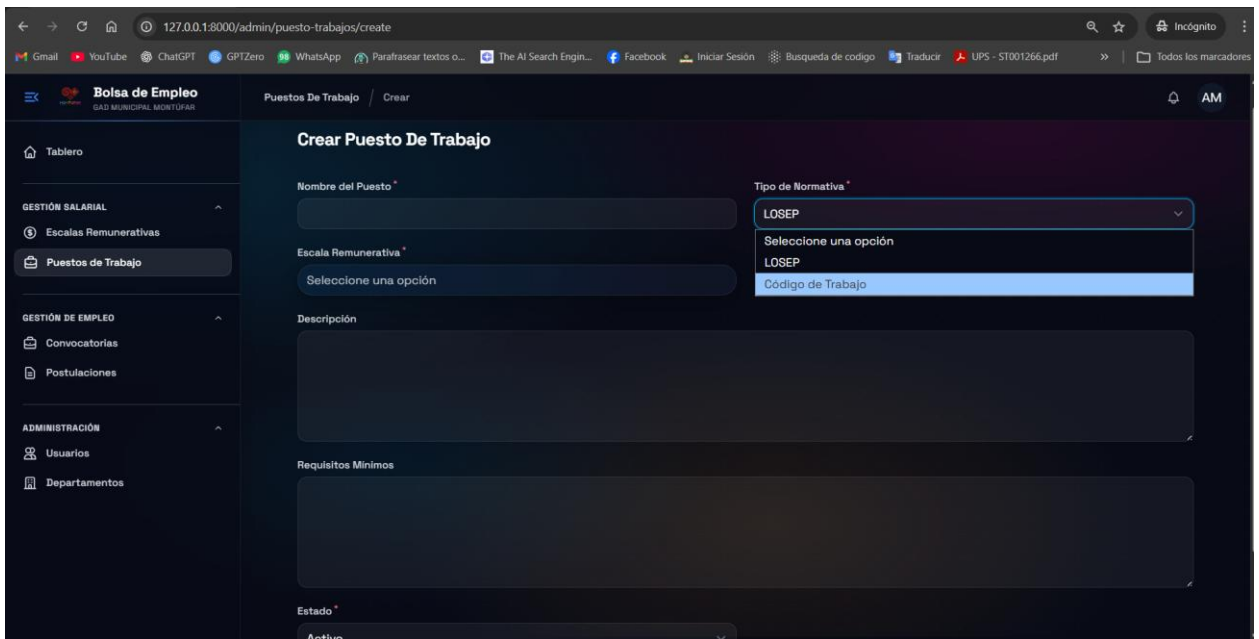 127.0.0.1:8000/admin/puesto-trabajos/create
Incógnito
Gmail YouTube ChatGPT GPTZero 98 WhatsApp Parafrasear textos o... The AI Search Engin... Facebook Iniciar Sesión Busqueda de codigo Traducir UPS - ST001266.pdf » Todos los marcadores
Bolsa de Empleo
GAD MUNICIPAL MONTÚFAR
Puestos De Trabajo / Crear
AM
Tablero
GESTIÓN SALARIAL
Escalas Remunerativas
Puestos de Trabajo
GESTIÓN DE EMPLEO
Convocatorias
Postulaciones
ADMINISTRACIÓN
Usuarios
Departamentos
Crear Puesto De Trabajo
Nombre del Puesto*
Tipo de Normativa*
LOSEP
Seleccione una opción
LOSEP
Código de Trabajo
Escala Remunerativa*
Seleccione una opción
Descripción
Requisitos Mínimos
Estado*
Activo